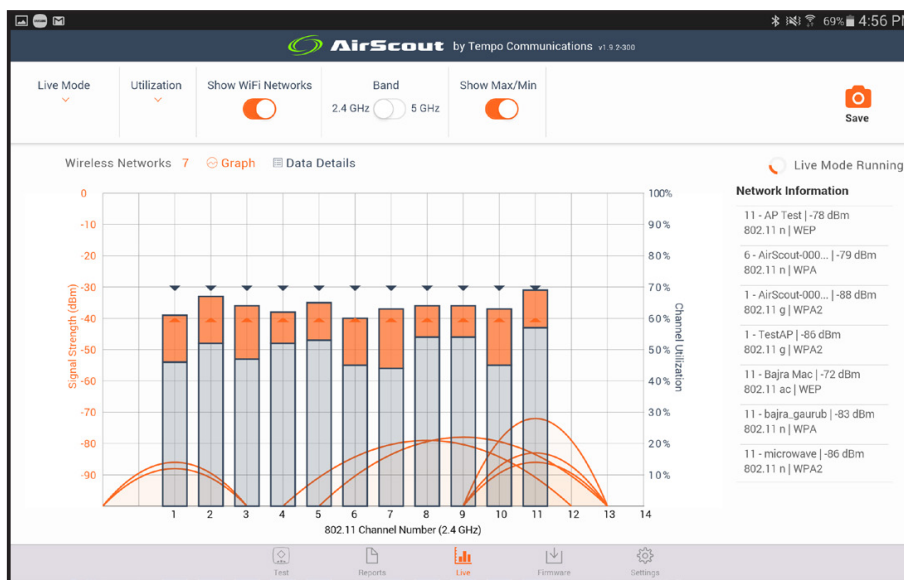 69% 4:56 PM
AirScout by Tempo Communications v1.9.2-300
Live Mode Utilization Show WiFi Networks Band Show Max/Min
2.4 GHz 5 GHz
Save
Wireless Networks 7 Graph Data Details
Live Mode Running
0
-10
-20
-30
-40
-50
-60
-70
-80
-90
Signal Strength (dBm)
100%
90%
80%
70%
60%
50%
40%
30%
20%
10%
Channel Utilization
1 2 3 4 5 6 7 8 9 10 11 12 13 14
802.11 Channel Number (2.4 GHz)
Network Information
11 - AP Test | -78 dBm
802.11 n | WEP
6 - AirScout-000... | -79 dBm
802.11 n | WPA
1 - AirScout-000... | -88 dBm
802.11 g | WPA2
1 - TestAP | -86 dBm
802.11 g | WPA2
11 - Bajra Mac | -72 dBm
802.11 ac | WEP
11 - bajra_gaurub | -83 dBm
802.11 n | WPA
11 - microwave | -86 dBm
802.11 n | WPA2
Test Reports Live Firmware Settings